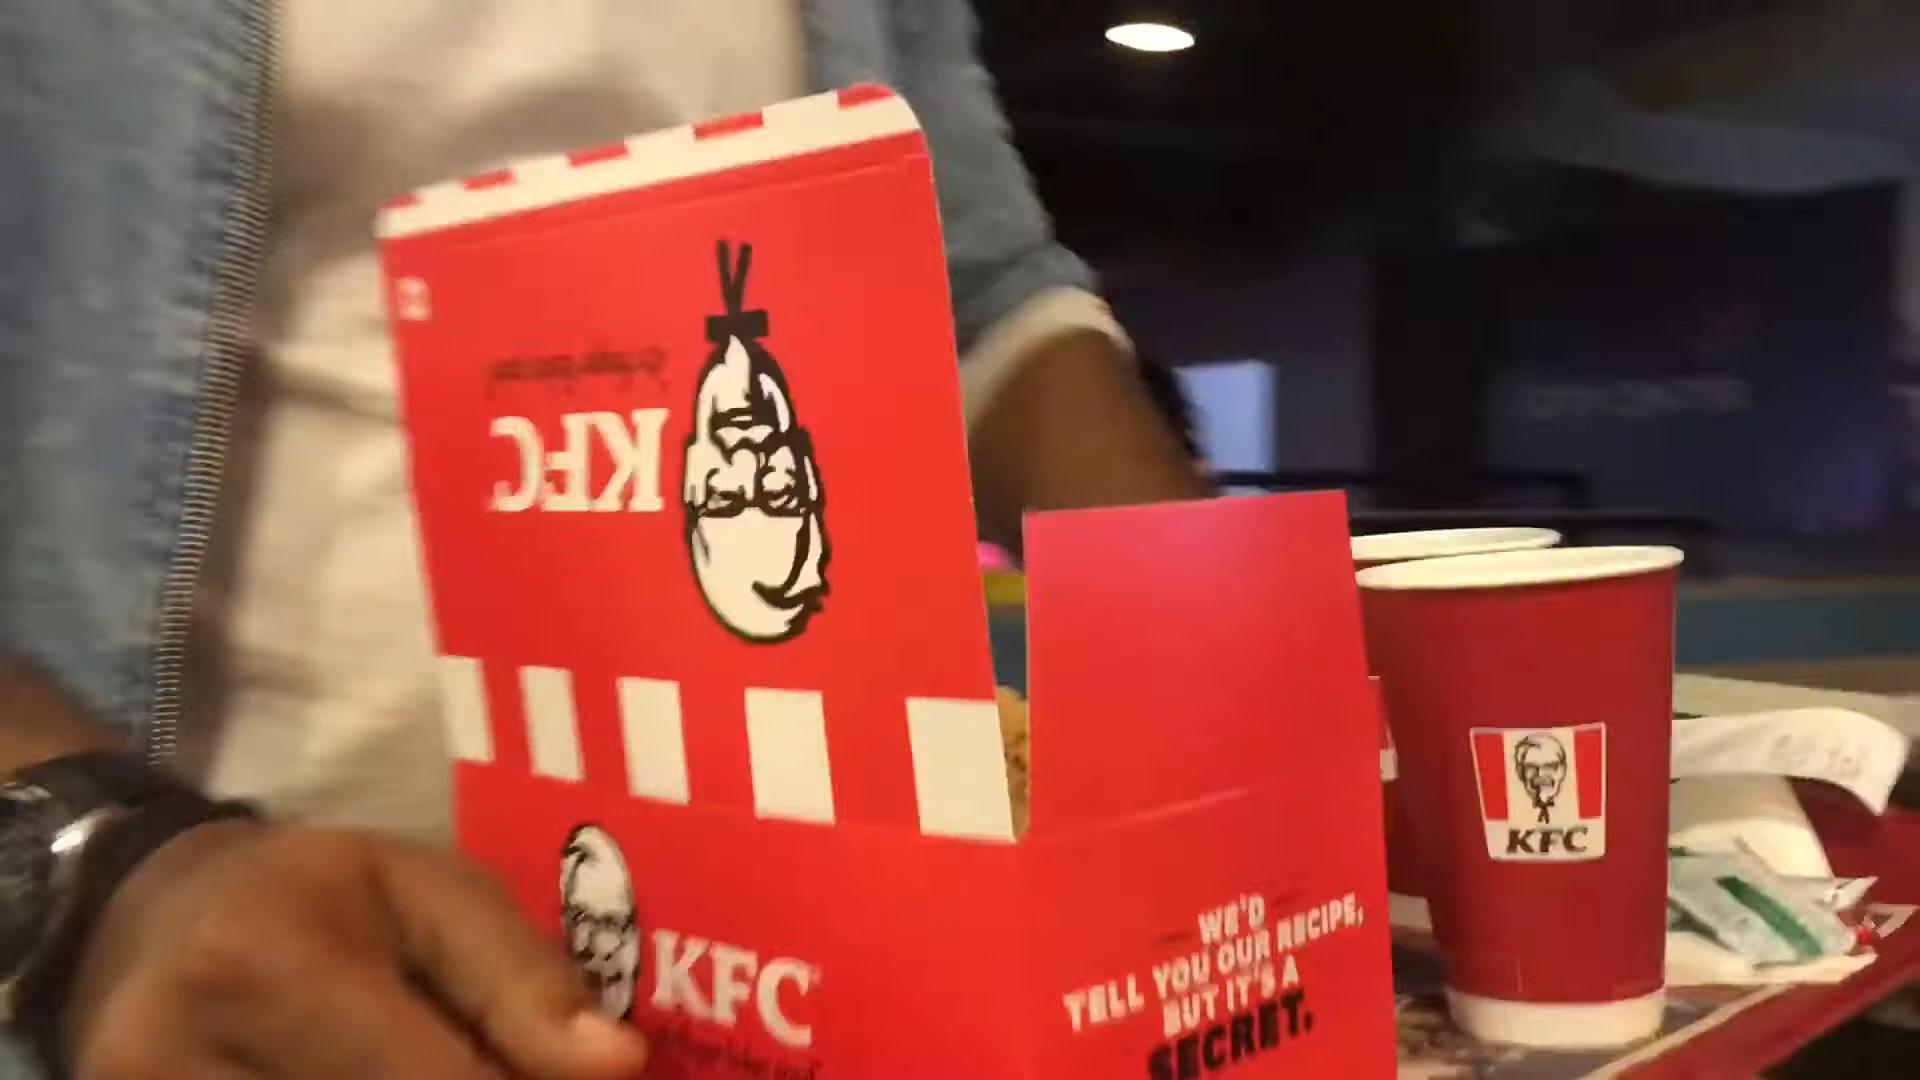 KFC
KFC
WE'D
TELL YOU OUR RECIPE,
BUT IT'S A
SECRET.
KFC